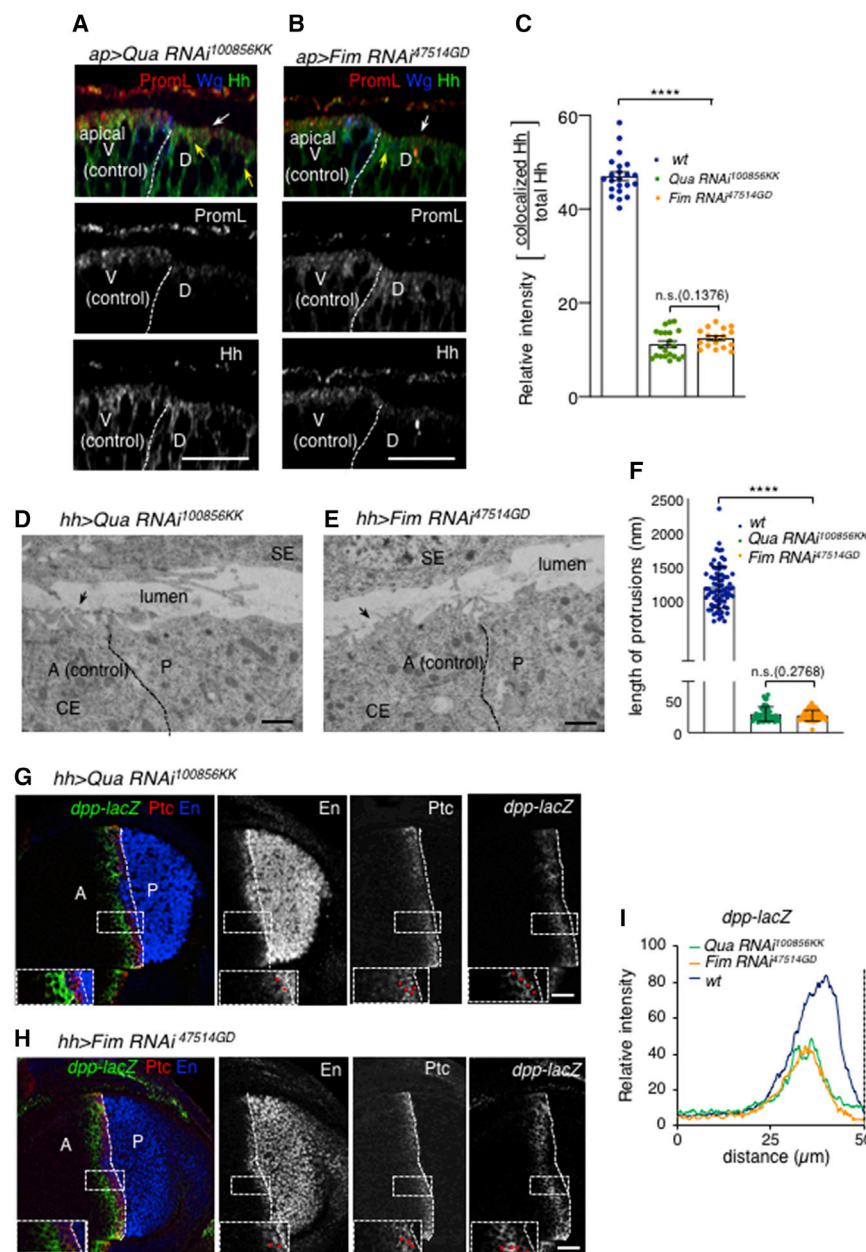 A
ap>Qua RNAi100856KK
PromL Wg Hh
apical
V
(control)
D
PromL
V
(control)
D
Hh
V
(control)
D
B
ap>Fim RNAi47514GD
PromL Wg Hh
apical
V
(control)
D
PromL
V
(control)
D
Hh
V
(control)
D
C
Relative intensity [colocalized Hh / total Hh]
60
40
20
0
****
wt
Qua RNAi100856KK
Fim RNAi47514GD
n.s.(0.1376)
D
hh>Qua RNAi100856KK
SE
lumen
A (control)
P
CE
E
hh>Fim RNAi47514GD
SE
lumen
A (control)
P
CE
F
length of protrusions (nm)
2500
2000
1500
1000
50
0
****
wt
Qua RNAi100856KK
Fim RNAi47514GD
n.s.(0.2768)
G
hh>Qua RNAi100856KK
dpp-lacZ Ptc En
A
P
En
Ptc
dpp-lacZ
H
hh>Fim RNAi47514GD
dpp-lacZ Ptc En
A
P
En
Ptc
dpp-lacZ
I
dpp-lacZ
Qua RNAi100856KK
Fim RNAi47514GD
wt
Relative intensity
100
80
60
40
20
0
0
25
50
distance (µm)